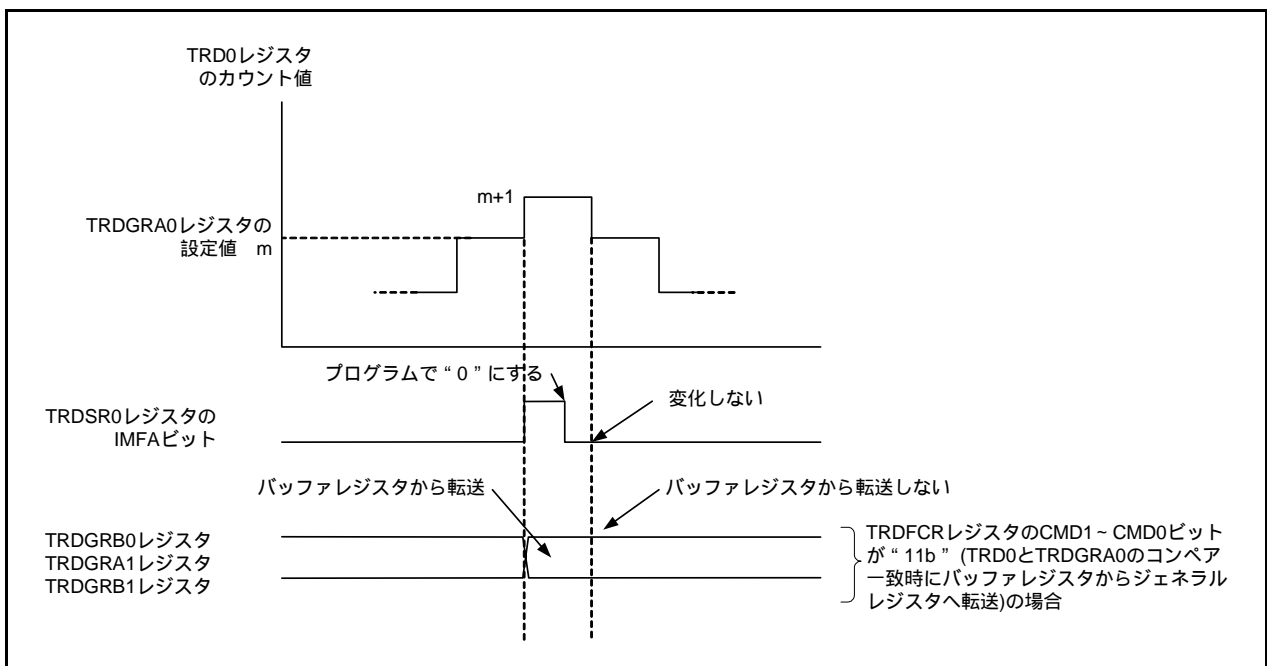 TRD0レジスタ
のカウント値
m+1
TRDGRA0レジスタの
設定値　m
プログラムで“0”にする
変化しない
TRDSR0レジスタの
IMFAビット
バッファレジスタから転送
バッファレジスタから転送しない
TRDGRB0レジスタ
TRDGRA1レジスタ
TRDGRB1レジスタ
TRDFCRレジスタのCMD1~CMD0ビット
が“11b”(TRD0とTRDGRA0のコンペア
一致時にバッファレジスタからジェネラル
レジスタへ転送)の場合